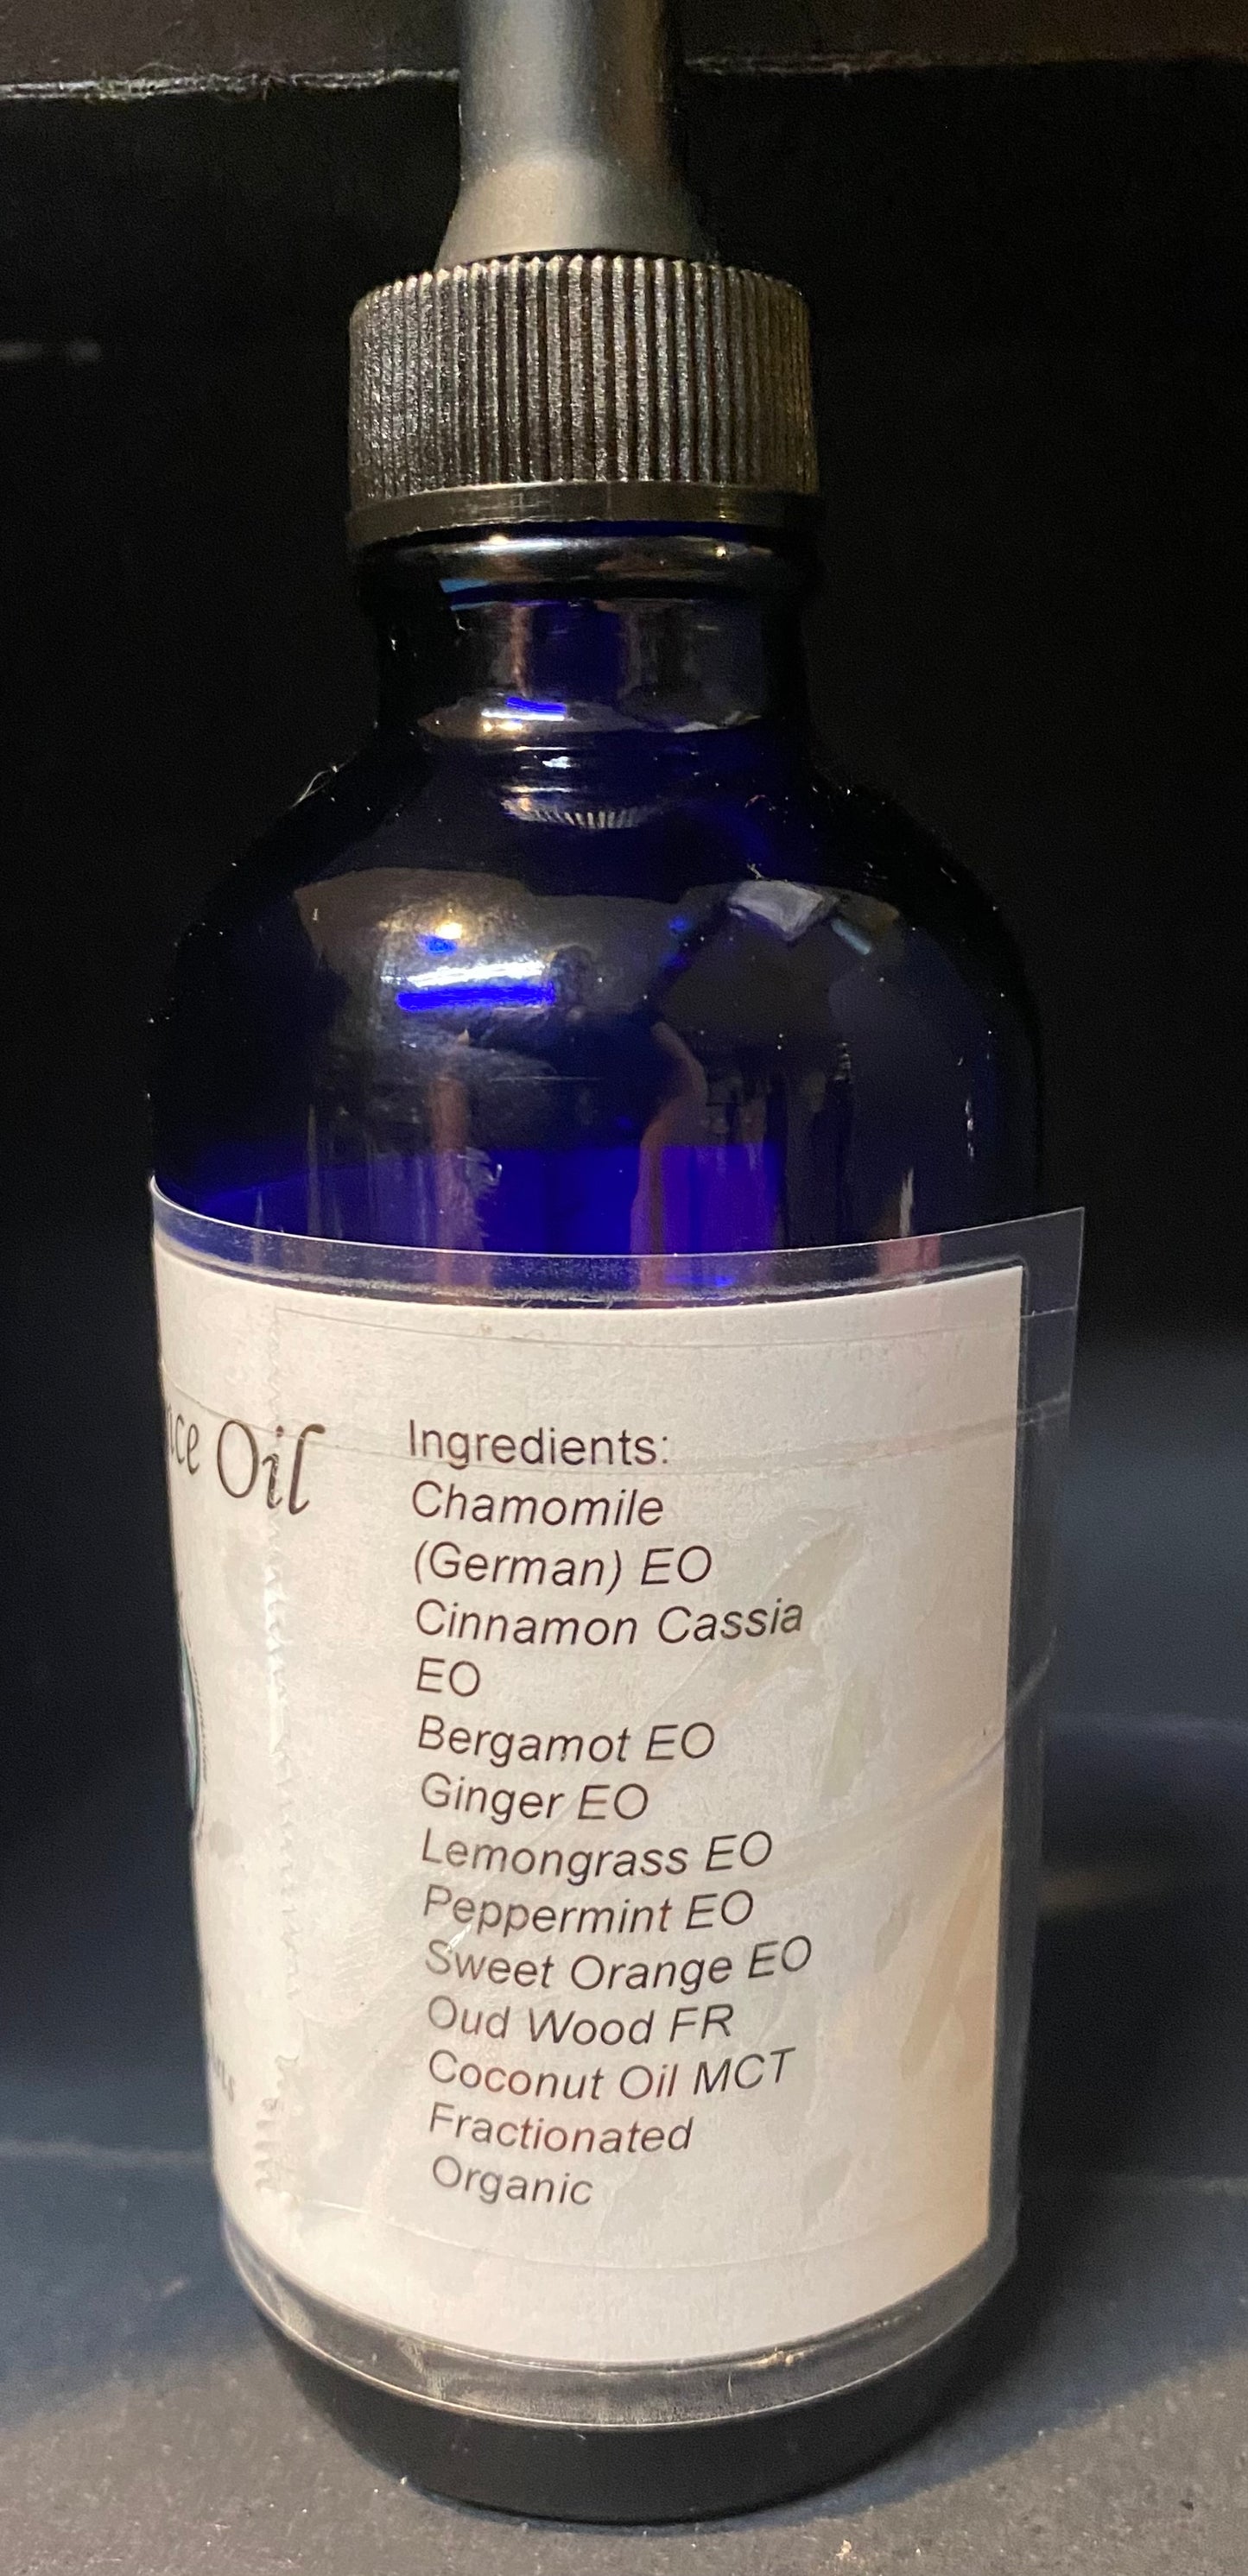 Oil
Ingredients:
Chamomile
(German) EO
Cinnamon Cassia
EO
Bergamot EO
Ginger EO
Lemongrass EO
Peppermint EO
Sweet Orange EO
Oud Wood FR
Coconut Oil MCT
Fractionated
Organic